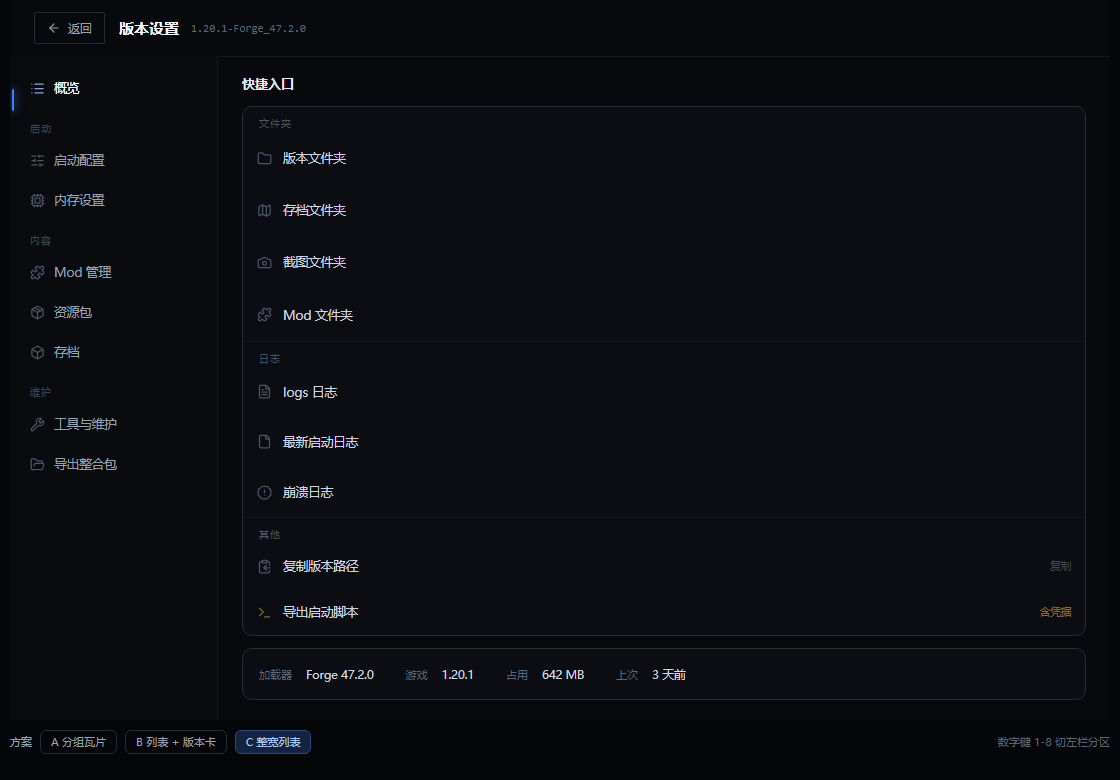 返回 版本设置 1.20.1-Forge_47.2.0
概览
启动
启动配置
内存设置
内容
Mod 管理
资源包
存档
维护
工具与维护
导出整合包
快捷入口
文件夹
版本文件夹
存档文件夹
截图文件夹
Mod 文件夹
日志
logs 日志
最新启动日志
崩溃日志
其他
复制版本路径 复制
导出启动脚本 含凭据
加载器 Forge 47.2.0 游戏 1.20.1 占用 642 MB 上次 3 天前
方案 A 分组瓦片 B 列表 + 版本卡 C 整宽列表 数字键 1-8 切左栏分区